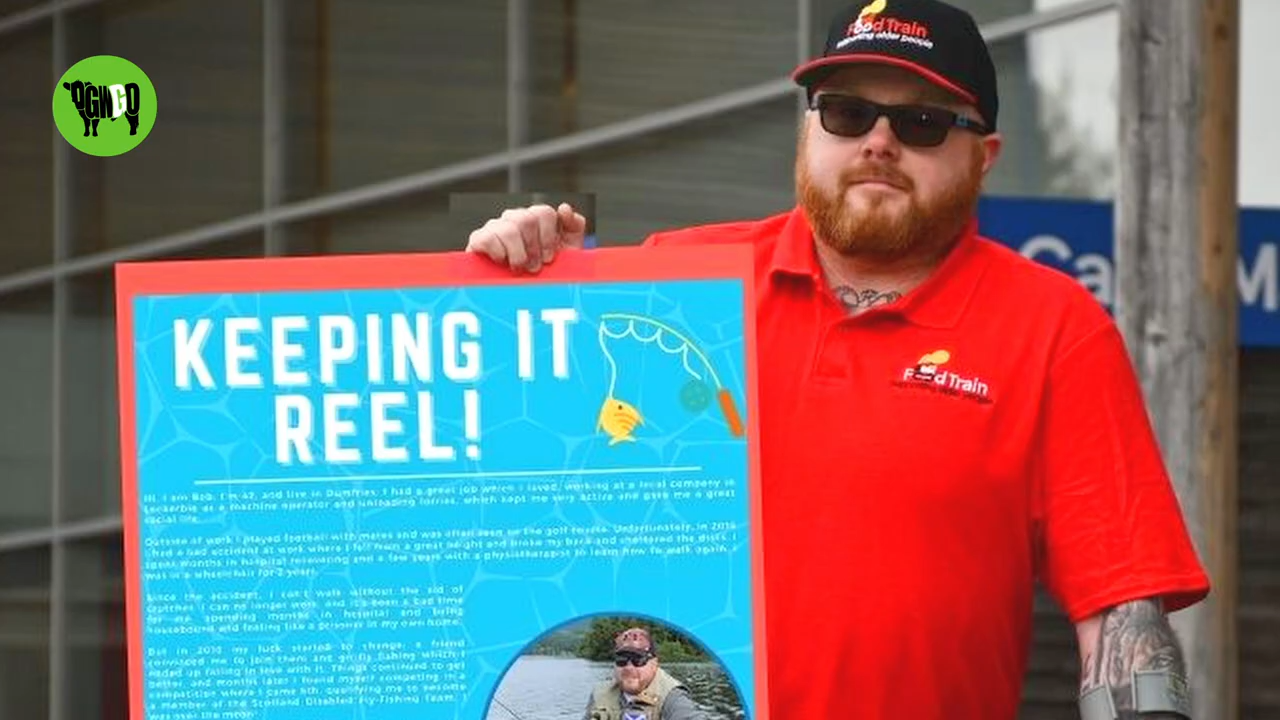 DGWGO
Food Train
supporting older people
Ca
M
Food Train
KEEPING IT
REEL!
Hi, I am Bob. I'm 42, and live in Dumfries. I had a great job which I loved, working at a local company in
Lockerbie as a machine operator and unloading lorries, which kept me very active and gave me a great
social life.
Outside of work I played football with mates and was often seen on the golf course. Unfortunately, in 2016
I had a bad accident at work where I fell from a great height and broke my back and shattered the discs. I
spent months in hospital recovering and a few years with a physiotherapist to learn how to walk again. I
was in a wheelchair for 2 years.
Since the accident, I can't walk without the aid of
crutches. I can no longer work, and it's been a bad time
for me spending months in hospital and being
housebound and feeling like a prisoner in my own home.
But in 2018 my luck started to change, a friend
convinced me to join them and go fly fishing which I
ended up falling in love with it. Things continued to get
better, and months later I found myself competing in a
competition where I came 4th, qualifying me to become
a member of the Scotland Disabled Fly-Fishing Team. I
was over the moon!